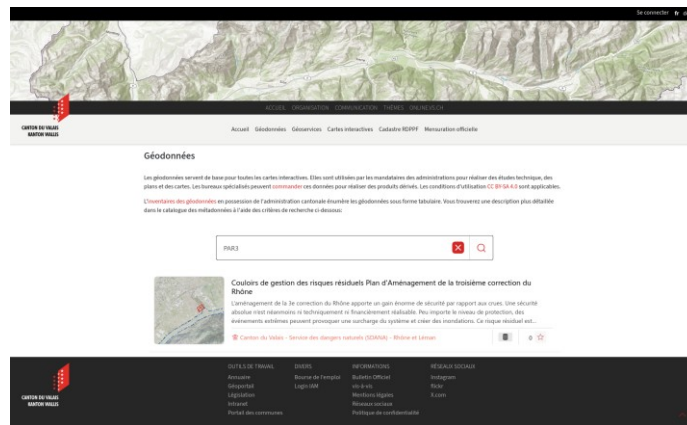 Se connecter fr
ACCUEIL ORGANISATION COMMUNICATION THÈMES ONLINE.VS.CH
CANTON DU VALAIS
KANTON WALLIS
Accueil Géodonnées Géoservices Cartes interactives Cadastre RDPPF Mensuration officielle
Géodonnées
Les géodonnées servent de base pour toutes les cartes interactives. Elles sont utilisées par les mandataires des administrations pour réaliser des études technique, des
plans et des cartes. Les bureaux spécialisés peuvent commander ces données pour réaliser des produits dérivés. Les conditions d'utilisation CC BY-SA 4.0 sont applicables.
L'inventaires des géodonnées en possession de l'administration cantonale énumère les géodonnées sous forme tabulaire. Vous trouverez une description plus détaillée
dans le catalogue des métadonnées à l'aide des critères de recherche ci-dessous:
PAR3
Couloirs de gestion des risques résiduels Plan d'Aménagement de la troisième correction du
Rhône
L'aménagement de la 3e correction du Rhône apporte un gain énorme de sécurité par rapport aux crues. Une sécurité
absolue n'est néanmoins ni techniquement ni financièrement réalisable. Peu importe le niveau de protection, des
événements extrêmes peuvent provoquer une surcharge du système et créer des inondations. Ce risque résiduel est...
Canton du Valais - Service des dangers naturels (SDANA) - Rhône et Léman
0
OUTILS DE TRAVAIL DIVERS INFORMATIONS RÉSEAUX SOCIAUX
Annuaire Bourse de l'emploi Bulletin Officiel Instagram
Géoportail Login IAM vis-à-vis flickr
Législation Mentions légales X.com
Intranet Réseaux sociaux
Portail des communes Politique de confidentialité
CANTON DU VALAIS
KANTON WALLIS